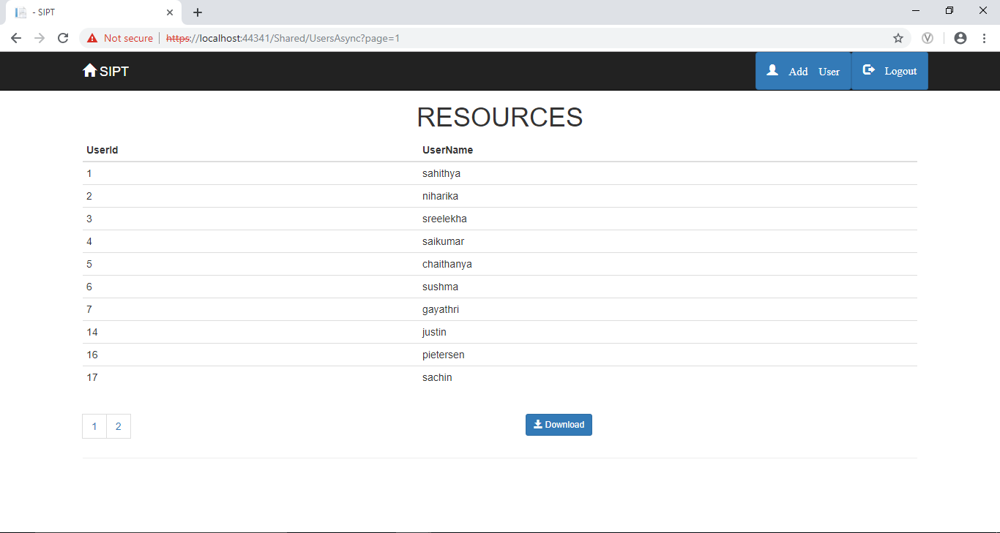 - SIPT
Not secure https://localhost:44341/Shared/UsersAsync?page=1
SIPT Add User Logout
RESOURCES
UserId UserName
1 sahithya
2 niharika
3 sreelekha
4 saikumar
5 chaithanya
6 sushma
7 gayathri
14 justin
16 pietersen
17 sachin
1 2 Download